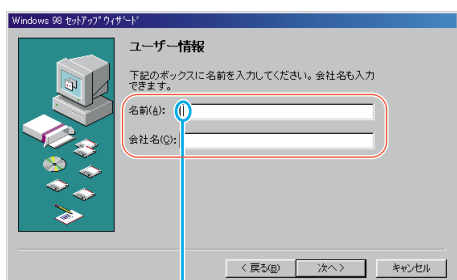 Windows 98 ｾｯﾄｱｯﾌﾟ ｳｨｻﾞｰﾄﾞ
ユーザー情報
下記のボックスに名前を入力してください。会社名も入力
できます。
名前(A):
会社名(C):
< 戻る(B)
次へ >
キャンセル